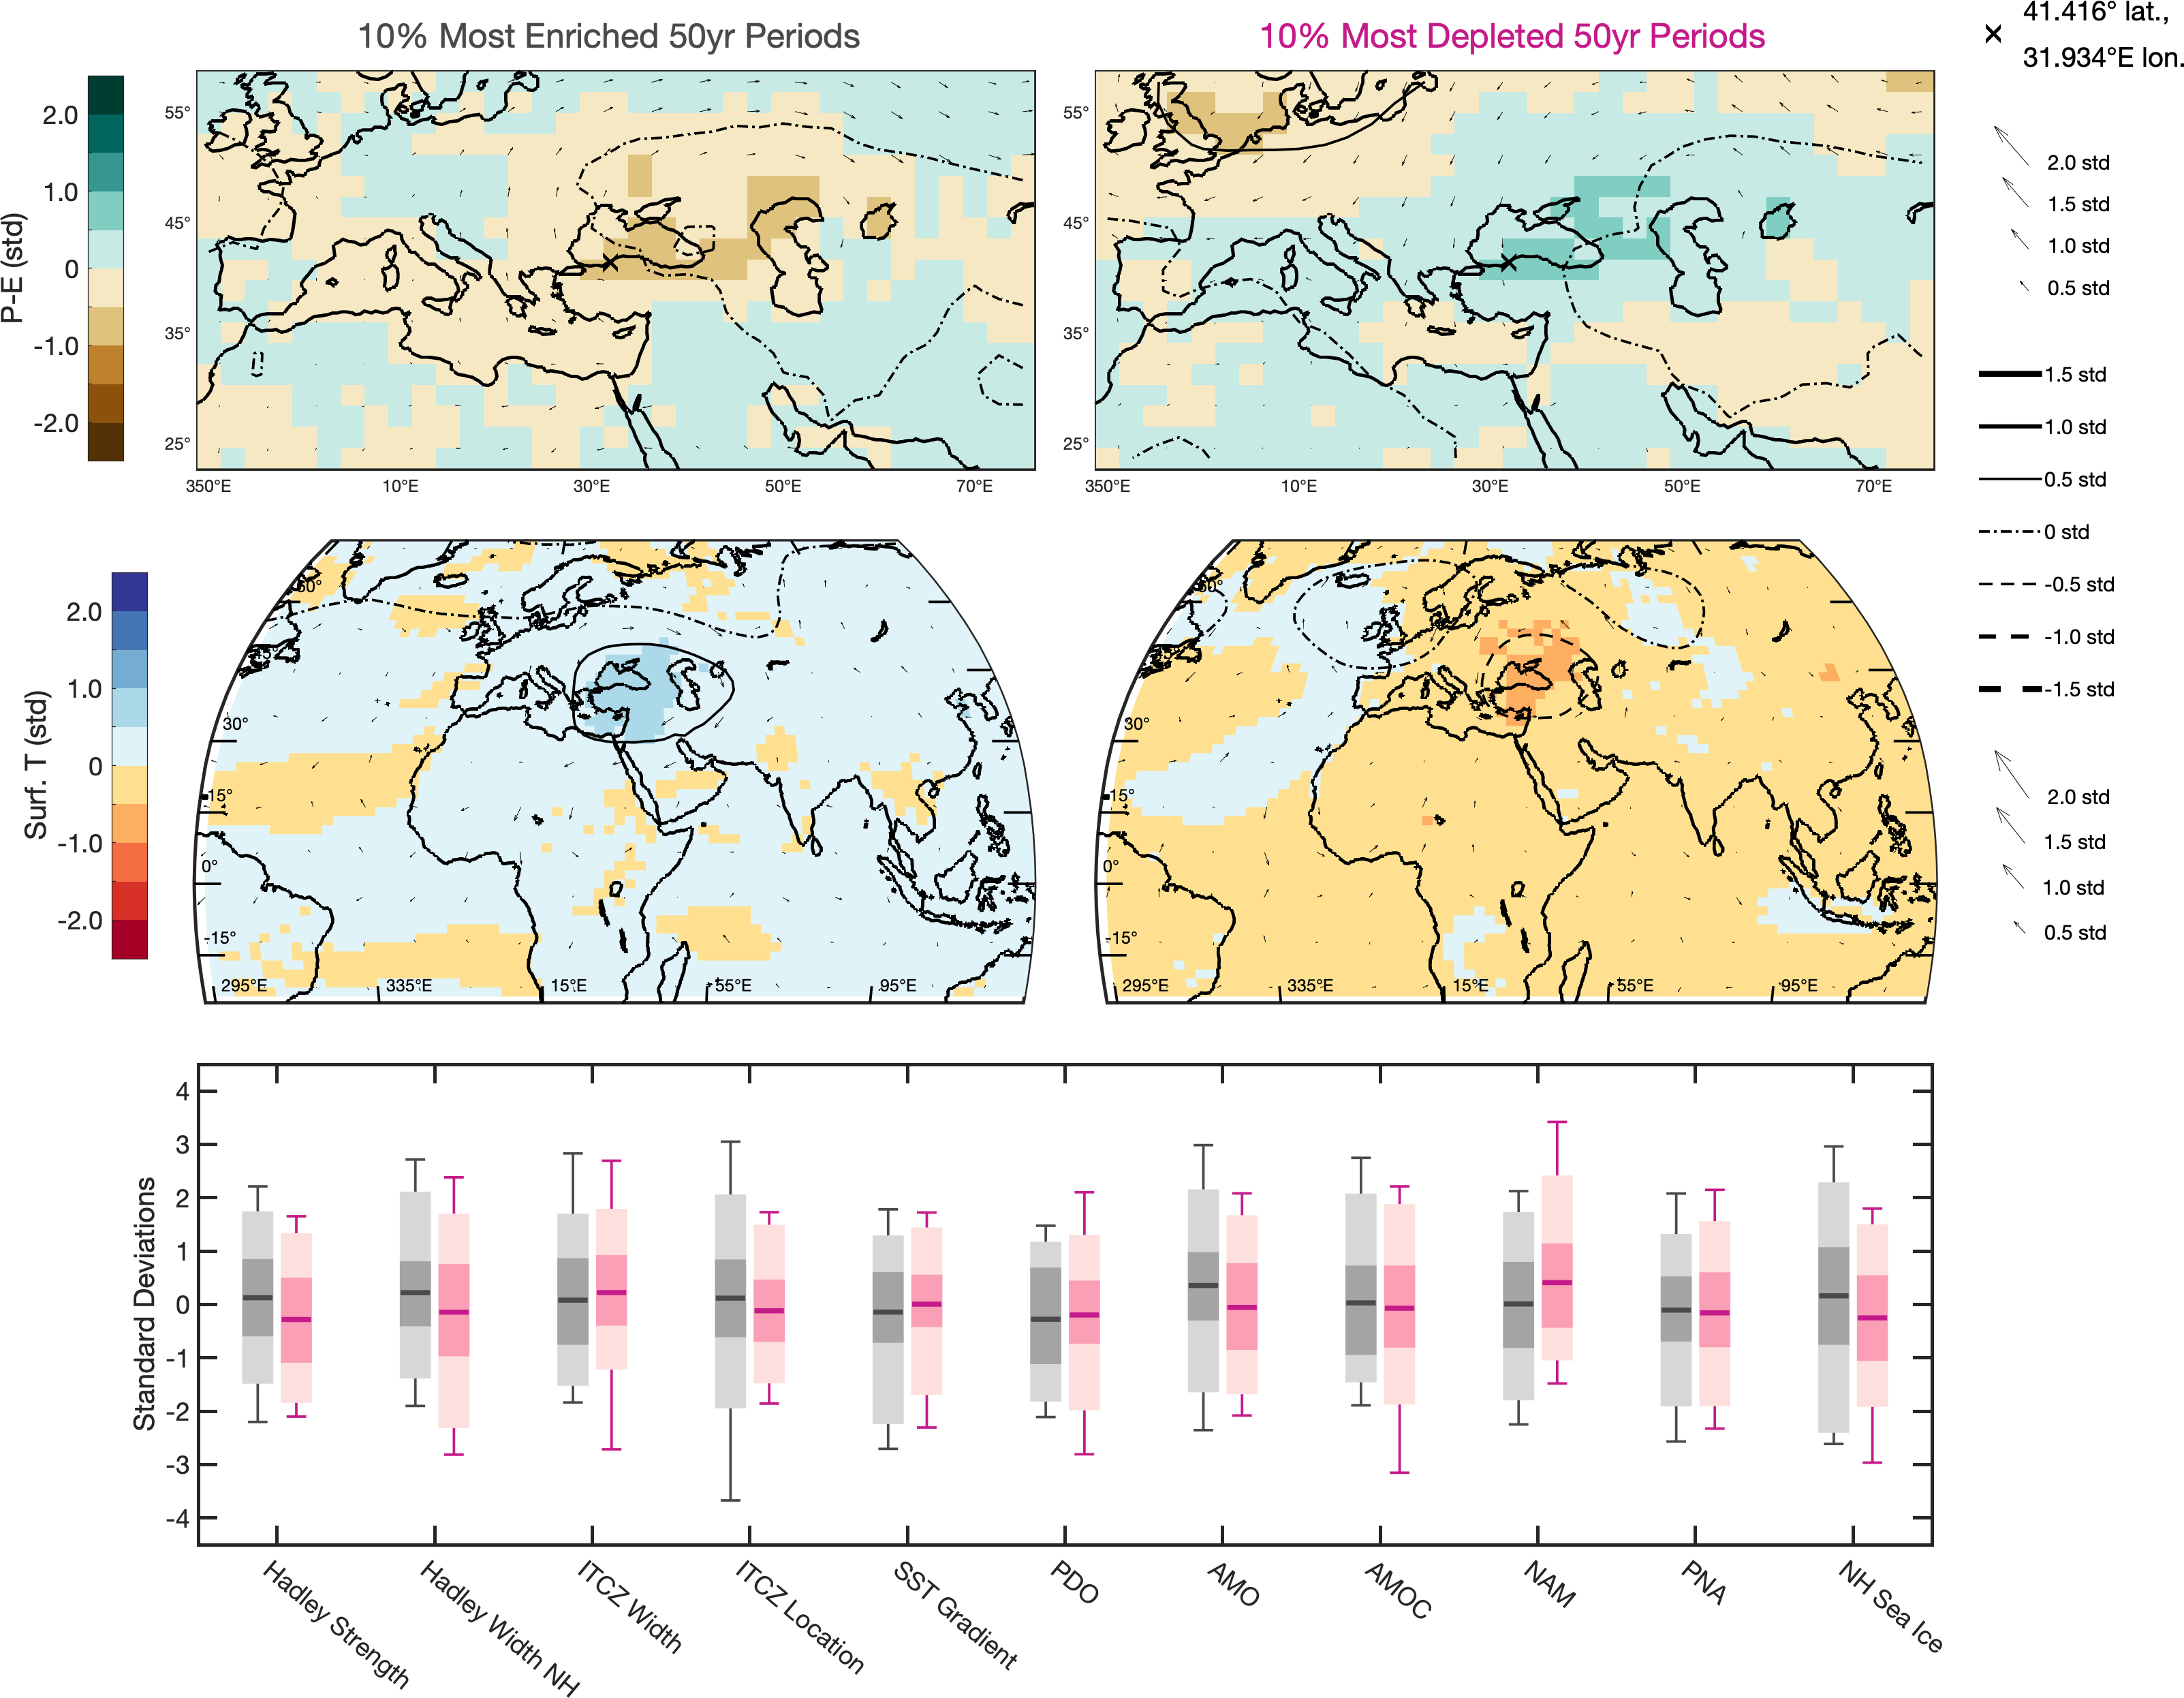 10% Most Enriched 50yr Periods
10% Most Depleted 50yr Periods
41.416° lat.,
31.934°E lon.
P-E (std)
2.0
1.0
0
-1.0
-2.0
55°
45°
35°
25°
350°E 10°E 30°E 50°E 70°E
55°
45°
35°
25°
350°E 10°E 30°E 50°E 70°E
2.0 std
1.5 std
1.0 std
0.5 std
1.5 std
1.0 std
0.5 std
0 std
-0.5 std
-1.0 std
-1.5 std
Surf. T (std)
2.0
1.0
0
-1.0
-2.0
60°
45°
30°
15°
0°
-15°
295°E 335°E 15°E 55°E 95°E
60°
45°
30°
15°
0°
-15°
295°E 335°E 15°E 55°E 95°E
2.0 std
1.5 std
1.0 std
0.5 std
Standard Deviations
4
3
2
1
0
-1
-2
-3
-4
Hadley Strength
Hadley Width NH
ITCZ Width
ITCZ Location
SST Gradient
PDO
AMO
AMOC
NAM
PNA
NH Sea Ice